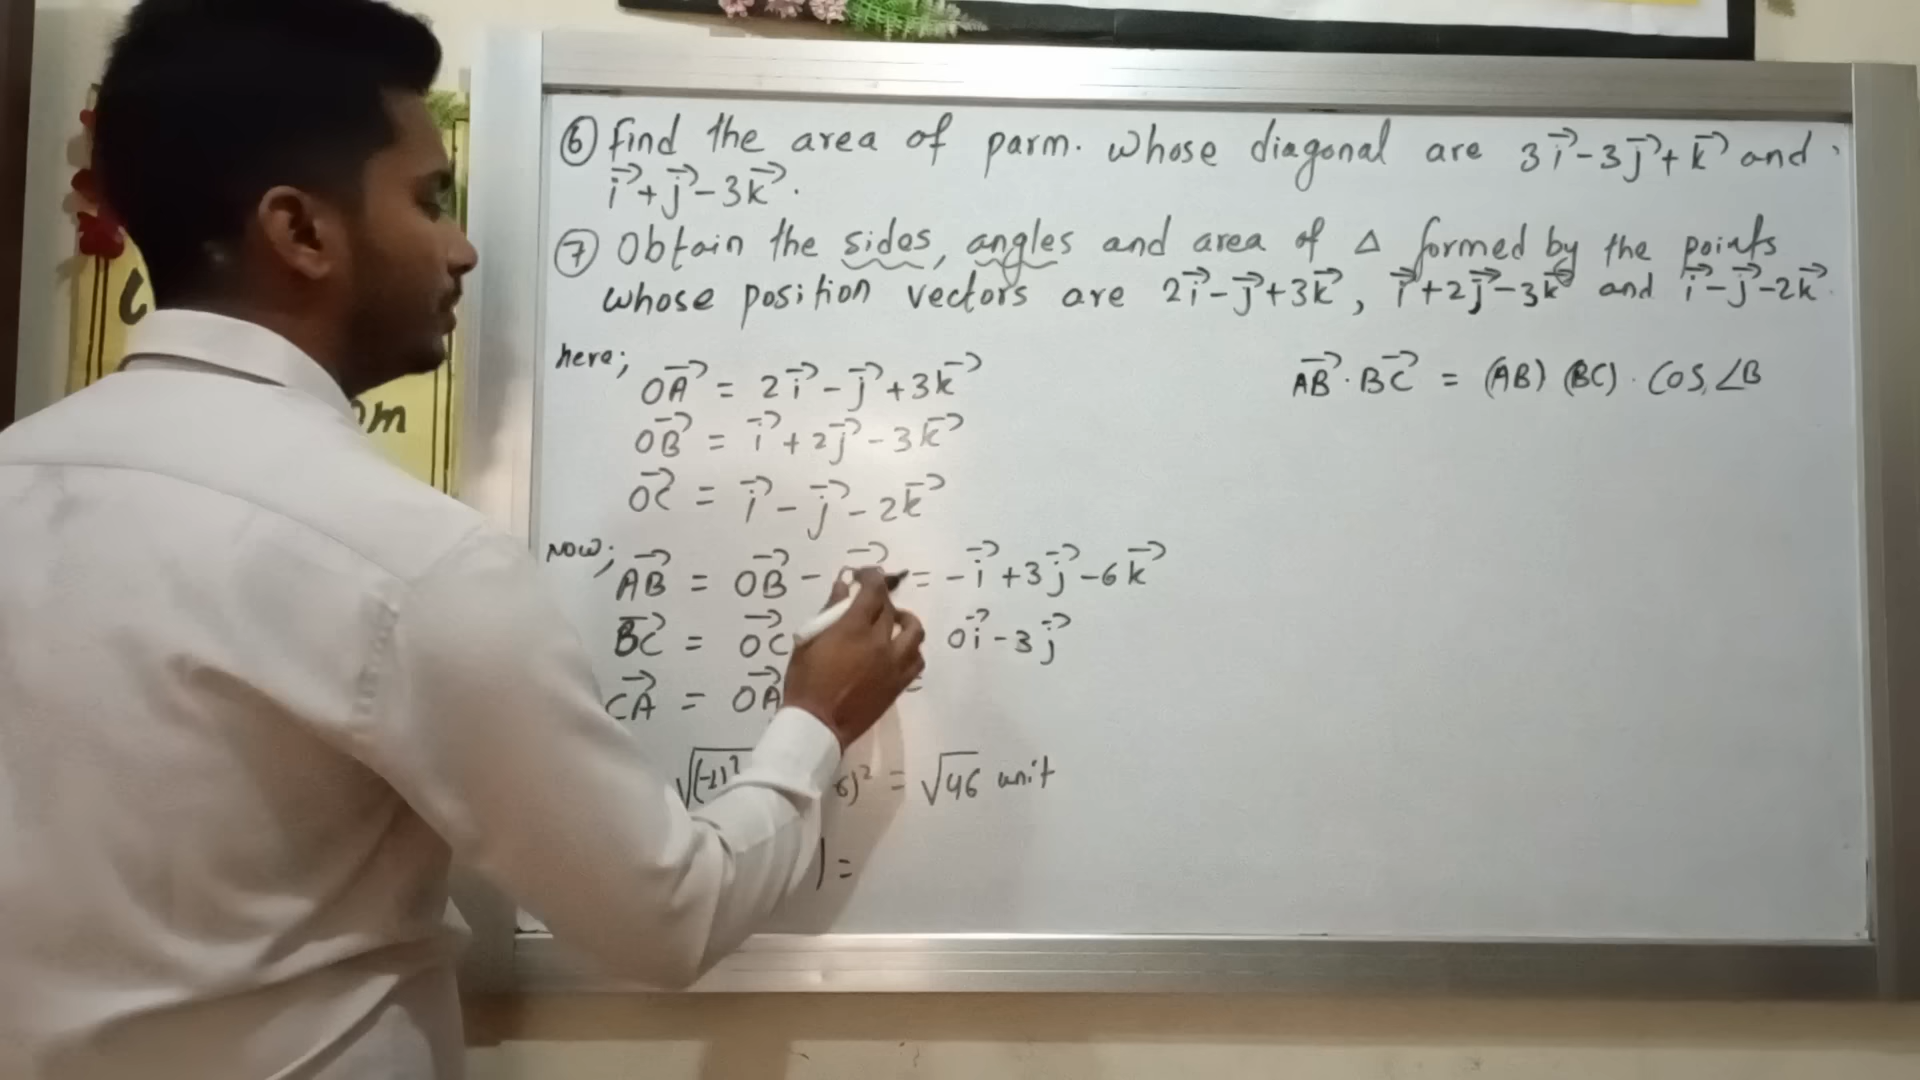 ⑥ find the area of parm. whose diagonal are 3i⃗-3j⃗+k⃗ and
i⃗+j⃗-3k⃗.
⑦ Obtain the sides, angles and area of Δ formed by the points
whose position vectors are 2i⃗-j⃗+3k⃗, i⃗+2j⃗-3k⃗ and i⃗-j⃗-2k⃗.
here;
OA⃗ = 2i⃗-j⃗+3k⃗
OB⃗ = i⃗+2j⃗-3k⃗
OC⃗ = i⃗-j⃗-2k⃗
Now;
AB⃗ = OB⃗ - = -i⃗+3j⃗-6k⃗
BC⃗ = OC⃗ 0i⃗-3j⃗
CA⃗ = OA⃗ =
√(-1)² 6)² = √46 unit
| =
AB⃗.BC⃗ = (AB) (BC).COS∠B
om